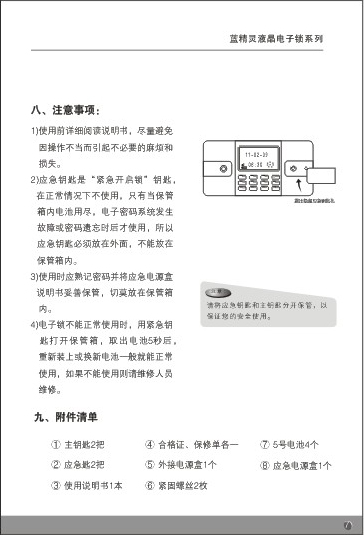 蓝精灵液晶电子锁系列
八、注意事项：
1)使用前详细阅读说明书，尽量避免
因操作不当而引起不必要的麻烦和
损失。
2)应急钥匙是“紧急开启锁”钥匙，
在正常情况下不使用，只有当保管
箱内电池用尽，电子密码系统发生
故障或密码遗忘时后才使用，所以
应急钥匙必须放在外面，不能放在
保管箱内。
3)使用时应熟记密码并将应急电源盒
说明书妥善保管，切莫放在保管箱
内。
4)电子锁不能正常使用时，用紧急钥
匙打开保管箱，取出电池5秒后，
重新装上或换新电池一般就能正常
使用，如果不能使用则请维修人员
维修。
11-02-09
08:30
请将应急钥匙和主钥匙分开保管，以
保证您的安全使用。
九、附件清单
① 主钥匙2把 ④ 合格证、保修单各一 ⑦ 5号电池4个
② 应急匙2把 ⑤ 外接电源盒1个 ⑧ 应急电源盒1个
③ 使用说明书1本 ⑥ 紧固螺丝2枚
7